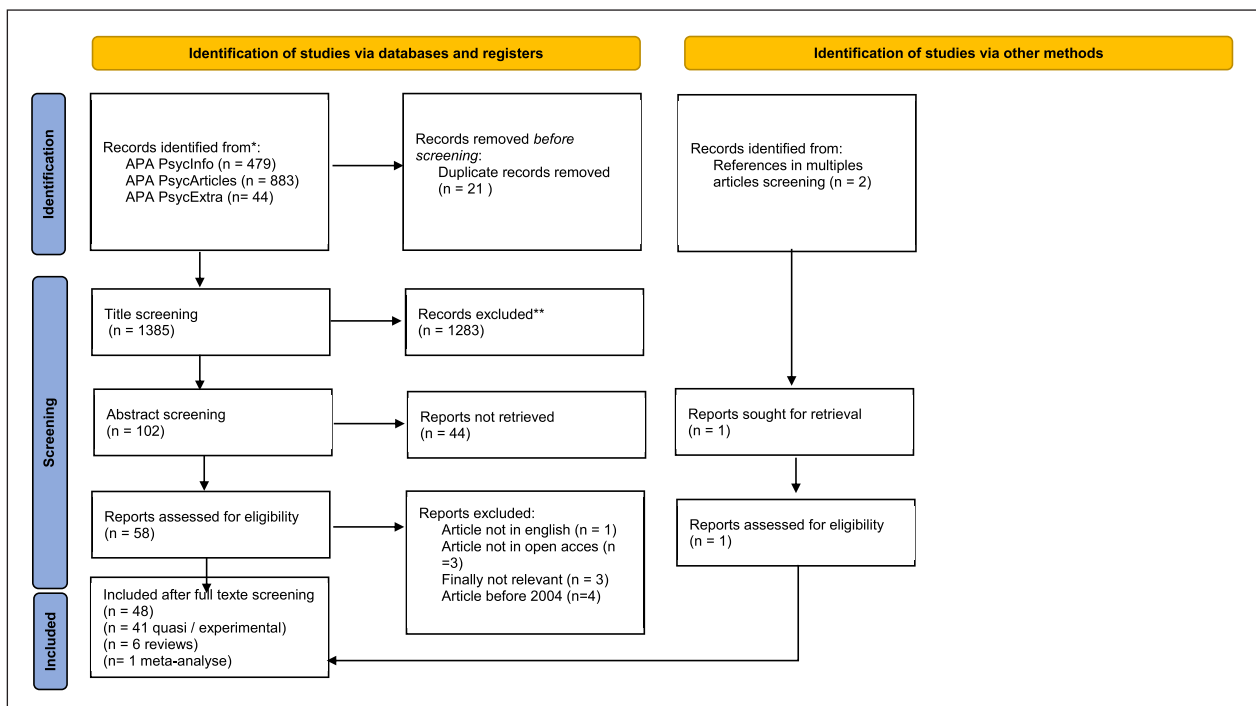 Identification of studies via databases and registers
Identification of studies via other methods
Identification
Records identified from*:
APA PsycInfo (n = 479)
APA PsycArticles (n = 883)
APA PsycExtra (n= 44)
Records removed before
screening:
Duplicate records removed
(n = 21 )
Records identified from:
References in multiples
articles screening (n = 2)
Screening
Title screening
(n = 1385)
Records excluded**
(n = 1283)
Abstract screening
(n = 102)
Reports not retrieved
(n = 44)
Reports sought for retrieval
(n = 1)
Reports assessed for eligibility
(n = 58)
Reports excluded:
Article not in english (n = 1)
Article not in open acces (n
=3)
Finally not relevant (n = 3)
Article before 2004 (n=4)
Reports assessed for eligibility
(n = 1)
Included
Included after full texte screening
(n = 48)
(n = 41 quasi / experimental)
(n = 6 reviews)
(n= 1 meta-analyse)